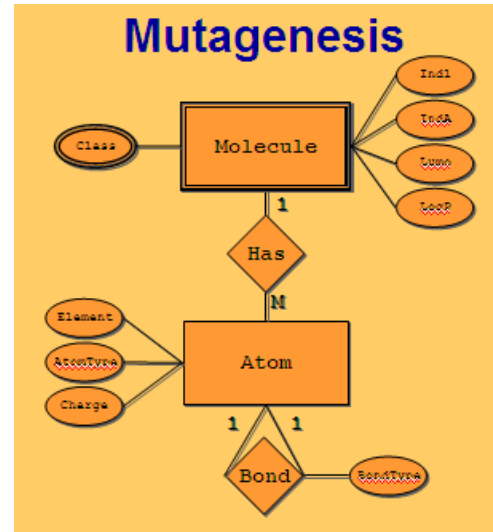 Mutagenesis
Ind1
Class
Molecule
IndA
Lumo
LogP
1
Has
M
Element
AtomType
Atom
Charge
1 1
Bond
BondType